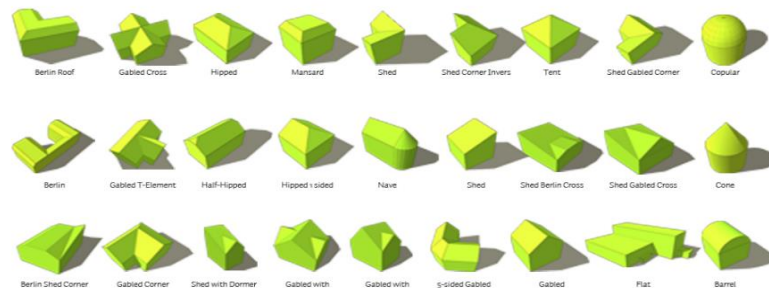 Berlin Roof
Gabled Cross
Hipped
Mansard
Shed
Shed Corner Invers
Tent
Shed Gabled Corner
Copular
Berlin
Gabled T-Element
Half-Hipped
Hipped 1 sided
Nave
Shed
Shed Berlin Cross
Shed Gabled Cross
Cone
Berlin Shed Corner
Gabled Corner
Shed with Dormer
Gabled with
Gabled with
5-sided Gabled
Gabled
Flat
Barrel